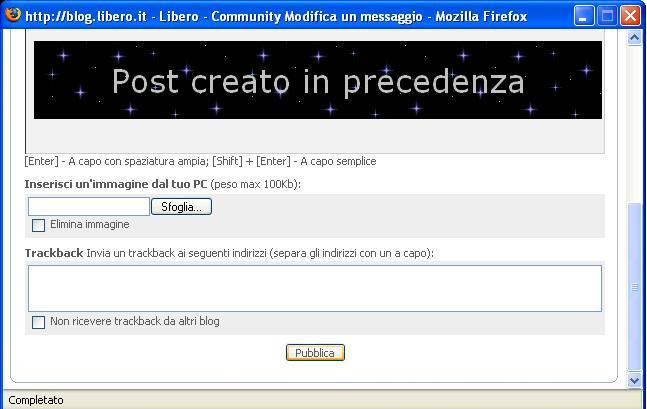 http://blog.libero.it - Libero - Community Modifica un messaggio - Mozilla Firefox
Post creato in precedenza
[Enter] - A capo con spaziatura ampia; [Shift] + [Enter] - A capo semplice
Inserisci un'immagine dal tuo PC (peso max 100Kb):
Sfoglia...
Elimina immagine
Trackback Invia un trackback ai seguenti indirizzi (separa gli indirizzi con un a capo):
Non ricevere trackback da altri blog
Pubblica
Completato